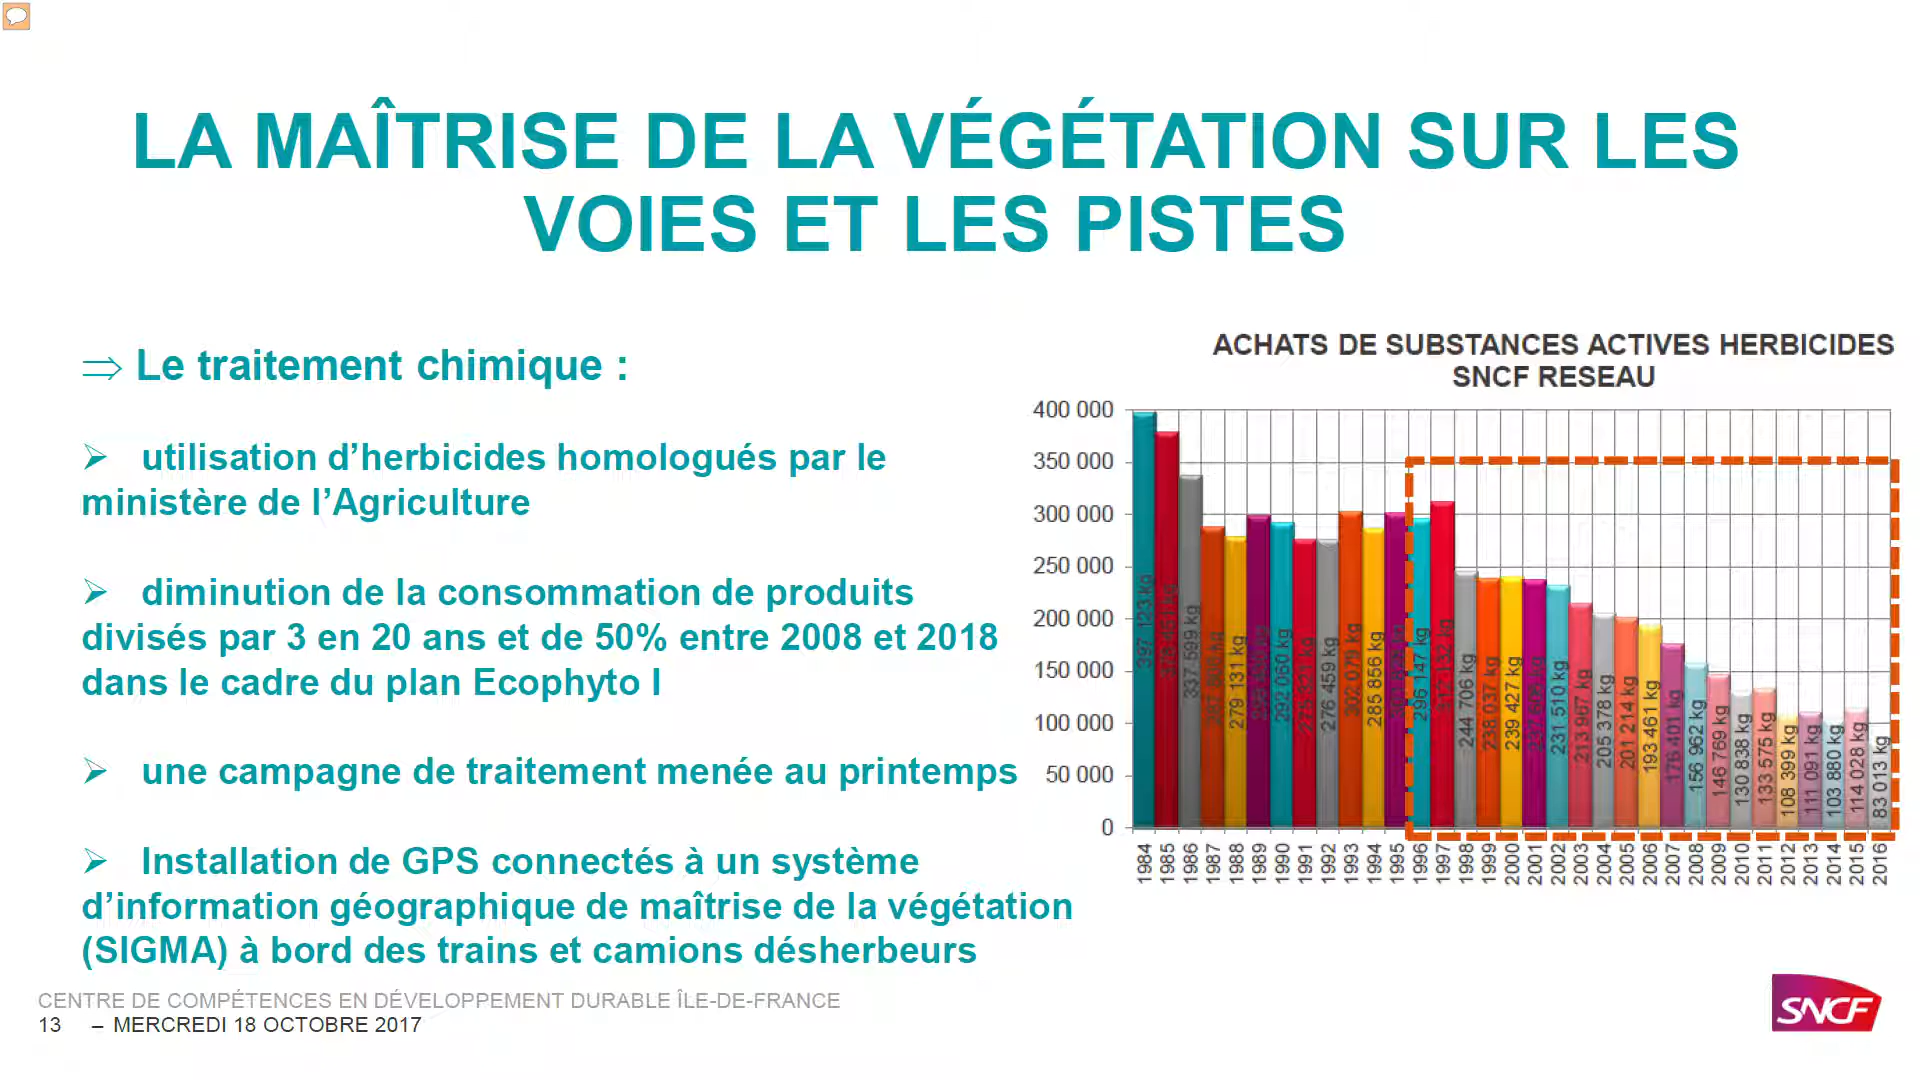 LA MAÎTRISE DE LA VÉGÉTATION SUR LES
VOIES ET LES PISTES
⇒ Le traitement chimique :
➢ utilisation d’herbicides homologués par le
ministère de l’Agriculture
➢ diminution de la consommation de produits
divisés par 3 en 20 ans et de 50% entre 2008 et 2018
dans le cadre du plan Ecophyto I
➢ une campagne de traitement menée au printemps
➢ Installation de GPS connectés à un système
d’information géographique de maîtrise de la végétation
(SIGMA) à bord des trains et camions désherbeurs
ACHATS DE SUBSTANCES ACTIVES HERBICIDES
SNCF RESEAU
400 000
350 000
300 000
250 000
200 000
150 000
100 000
50 000
0
397 123 kg
337 599 kg
279 131 kg
292 060 kg
276 459 kg
302 079 kg
285 856 kg
296 147 kg
312 132 kg
244 706 kg
238 037 kg
239 427 kg
231 510 kg
213 967 kg
205 378 kg
201 214 kg
193 461 kg
176 401 kg
156 962 kg
146 769 kg
130 838 kg
133 575 kg
108 399 kg
111 091 kg
103 880 kg
114 028 kg
83 013 kg
1984
1985
1986
1987
1988
1989
1990
1991
1992
1993
1994
1995
1996
1997
1998
1999
2000
2001
2002
2003
2004
2005
2006
2007
2008
2009
2010
2011
2012
2013
2014
2015
2016
CENTRE DE COMPÉTENCES EN DÉVELOPPEMENT DURABLE ÎLE-DE-FRANCE
13 – MERCREDI 18 OCTOBRE 2017
SNCF